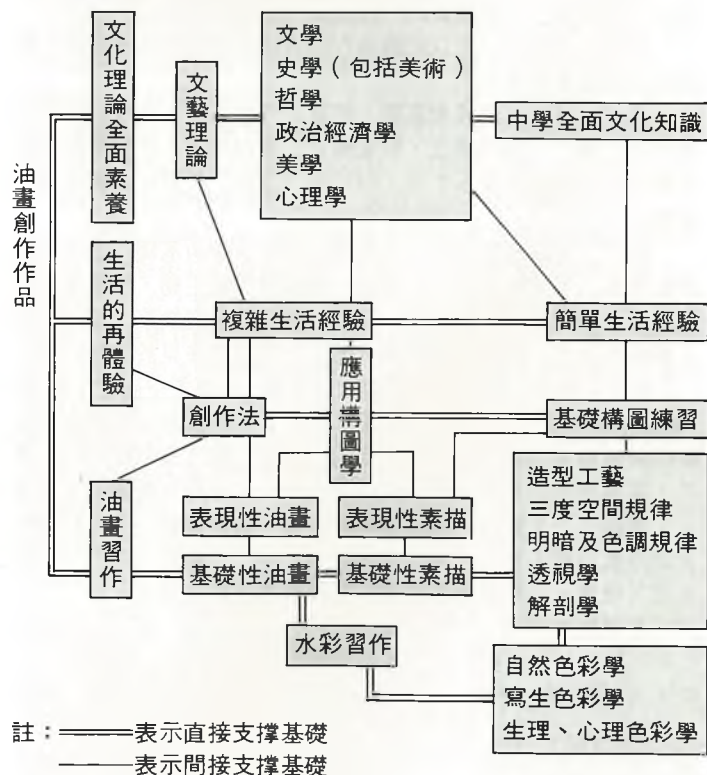 油畫創作作品
文化理論全面素養
文藝理論
文學
史學(包括美術)
哲學
政治經濟學
美學
心理學
中學全面文化知識
生活的再體驗
複雜生活經驗
簡單生活經驗
應用構圖學
創作法
基礎構圖練習
油畫習作
表現性油畫
表現性素描
基礎性油畫
基礎性素描
造型工藝
三度空間規律
明暗及色調規律
透視學
解剖學
水彩習作
自然色彩學
寫生色彩學
生理、心理色彩學
註:表示直接支撐基礎
表示間接支撐基礎